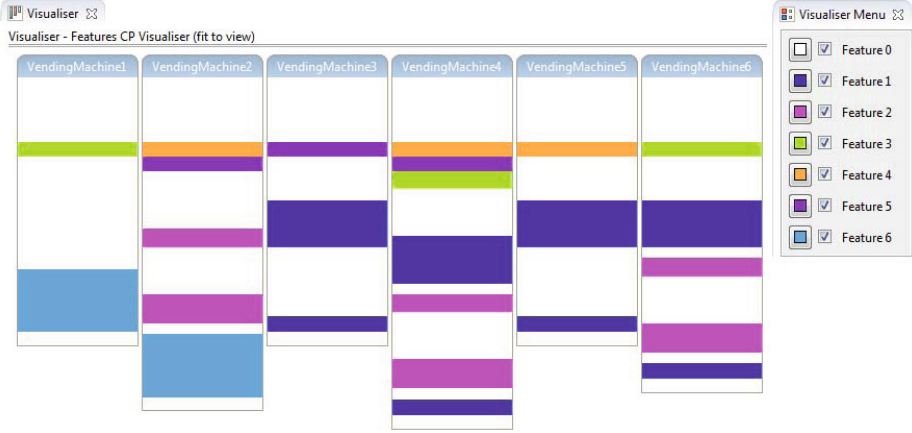 Visualiser
Visualiser - Features CP Visualiser (fit to view)
VendingMachine1 VendingMachine2 VendingMachine3 VendingMachine4 VendingMachine5 VendingMachine6
Visualiser Menu
Feature 0
Feature 1
Feature 2
Feature 3
Feature 4
Feature 5
Feature 6